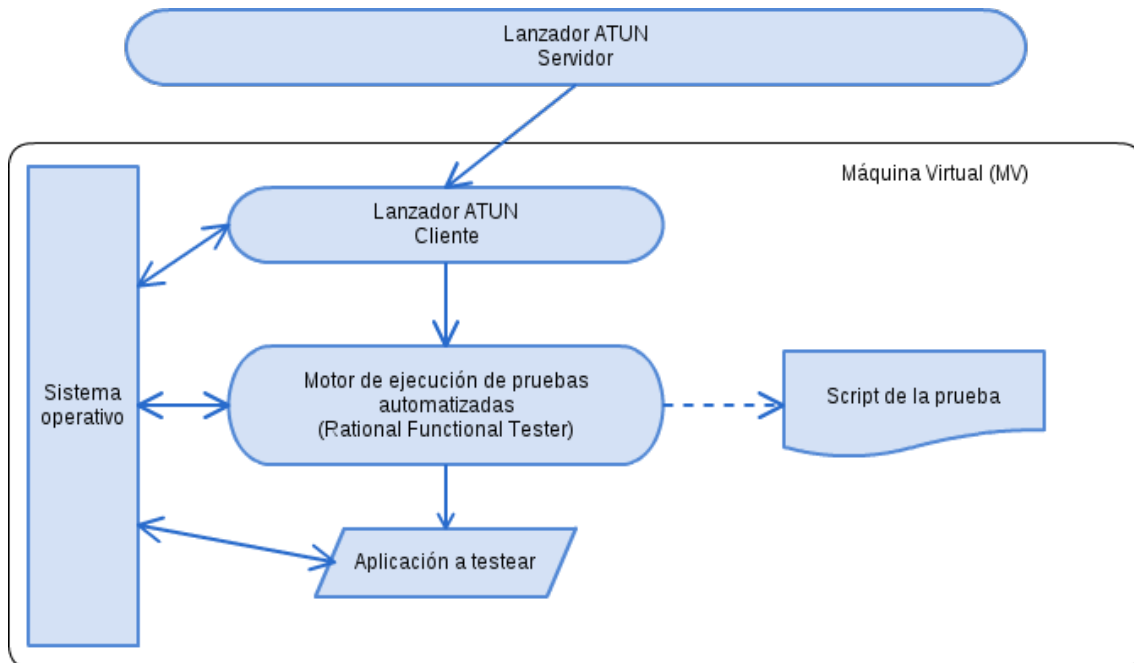 Lanzador ATUN
Servidor
Máquina Virtual (MV)
Lanzador ATUN
Cliente
Sistema
operativo
Motor de ejecución de pruebas
automatizadas
(Rational Functional Tester)
Script de la prueba
Aplicación a testear